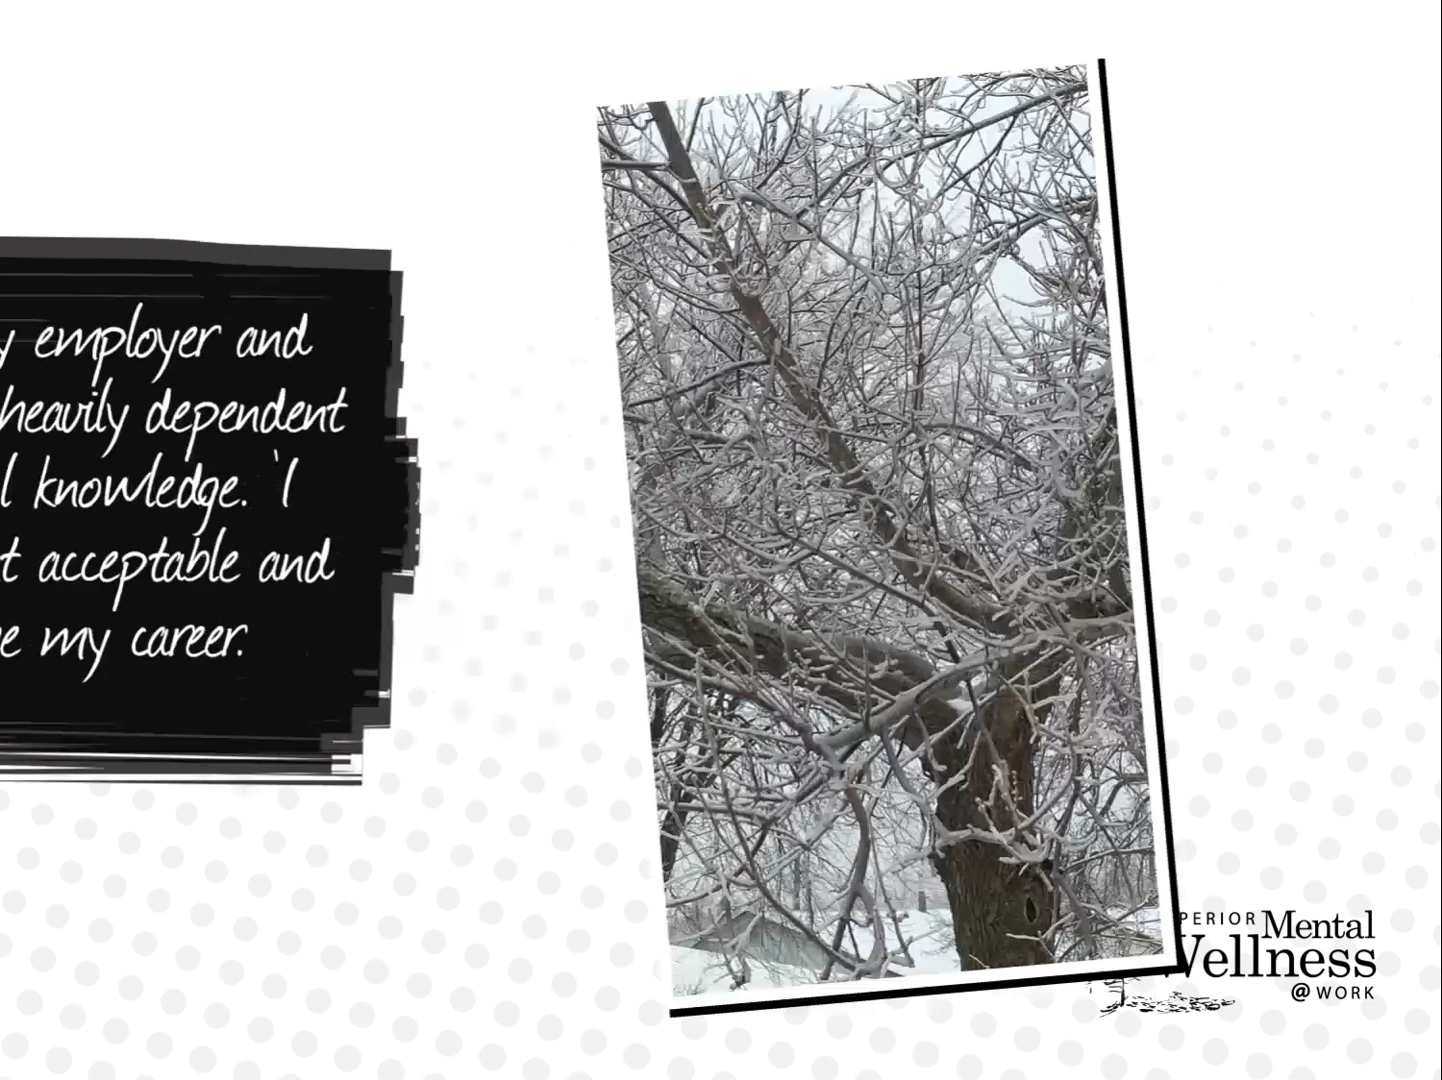 employer and
heavily dependent
knowledge. 'I
acceptable and
my career.
PERIOR Mental
Wellness
@ WORK